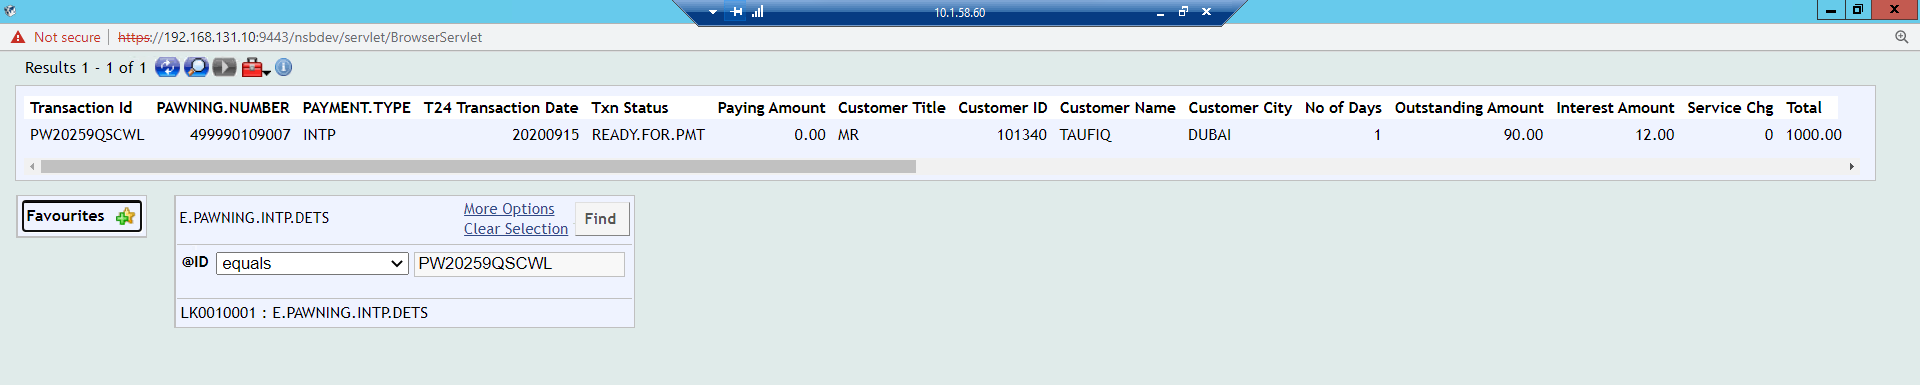 10.1.58.60
Not secure https://192.168.131.10:9443/nsbdev/servlet/BrowserServlet
Results 1 - 1 of 1
Transaction Id PAWNING.NUMBER PAYMENT.TYPE T24 Transaction Date Txn Status Paying Amount Customer Title Customer ID Customer Name Customer City No of Days Outstanding Amount Interest Amount Service Chg Total
PW20259QSCWL 499990109007 INTP 20200915 READY.FOR.PMT 0.00 MR 101340 TAUFIQ DUBAI 1 90.00 12.00 0 1000.00
Favourites
E.PAWNING.INTP.DETS
More Options
Clear Selection
Find
@ID equals PW20259QSCWL
LK0010001 : E.PAWNING.INTP.DETS